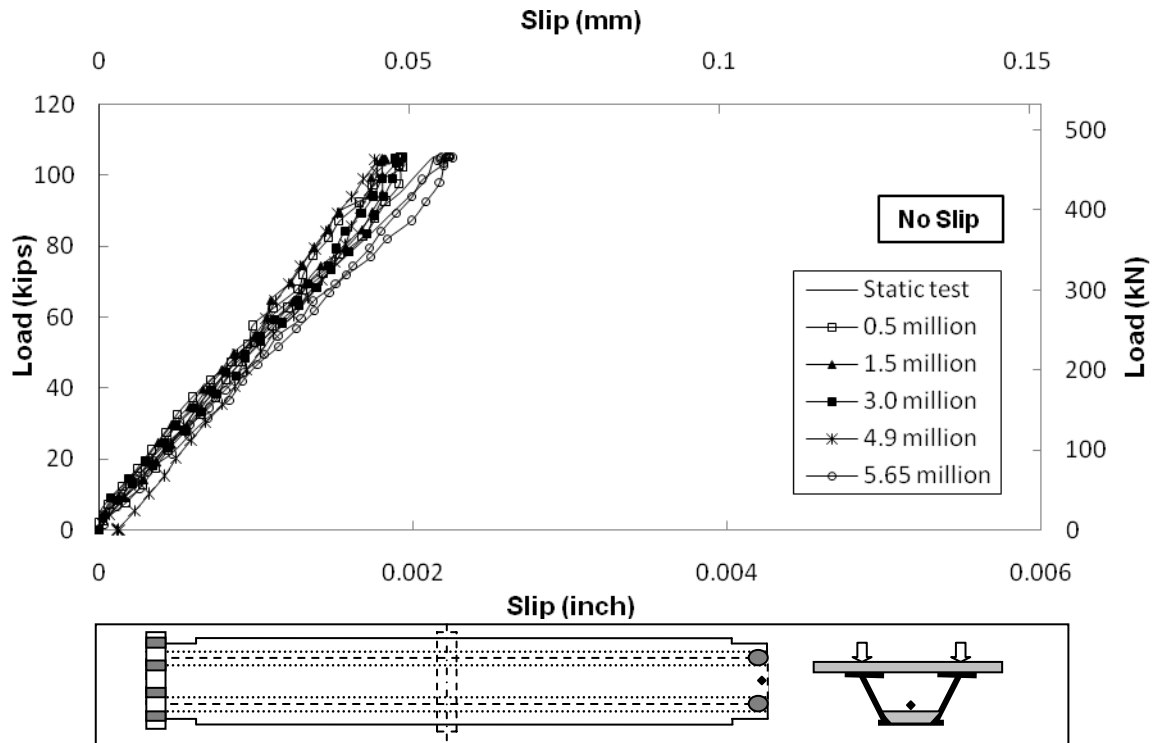 Slip (mm)
0 0.05 0.1 0.15
120 500
100
400
No Slip
80
Load (kips)
300
Static test
60
0.5 million
Load (kN)
1.5 million
200
40
3.0 million
4.9 million
100
20
5.65 million
0 0
0 0.002 0.004 0.006
Slip (inch)